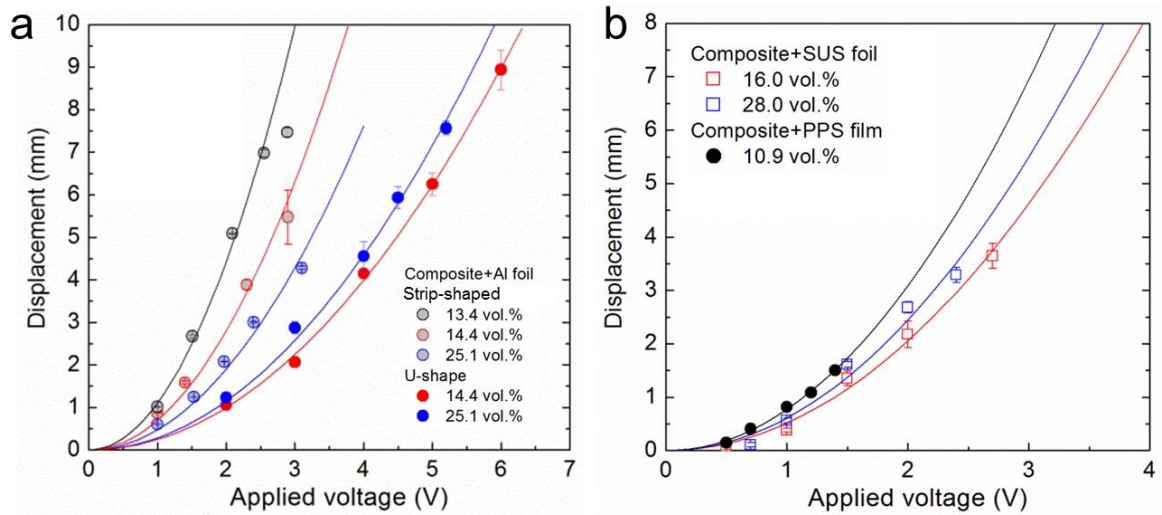 a
10
9
8
7
6
5
4
3
2
1
0
Displacement (mm)
Composite+Al foil
Strip-shaped
13.4 vol.%
14.4 vol.%
25.1 vol.%
U-shape
14.4 vol.%
25.1 vol.%
0 1 2 3 4 5 6 7
Applied voltage (V)
b
8
7
6
5
4
3
2
1
0
Displacement (mm)
Composite+SUS foil
16.0 vol.%
28.0 vol.%
Composite+PPS film
10.9 vol.%
0 1 2 3 4
Applied voltage (V)